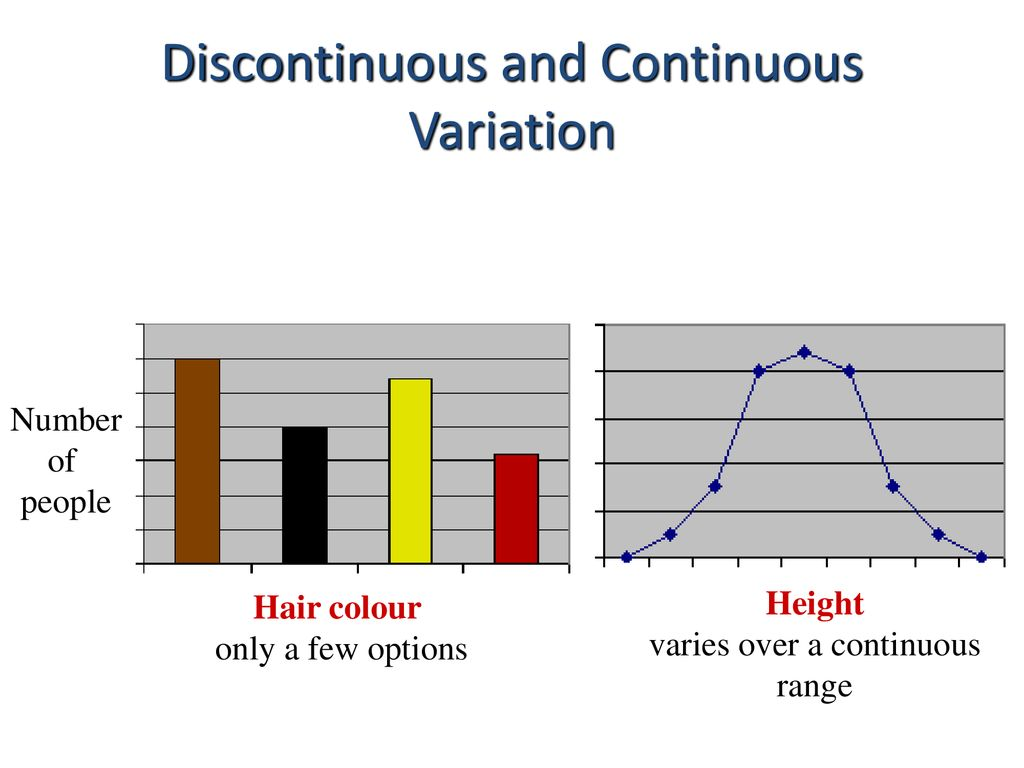 Discontinuous and Continuous
Variation
Number
of
people
Hair colour
only a few options
Height
varies over a continuous
range